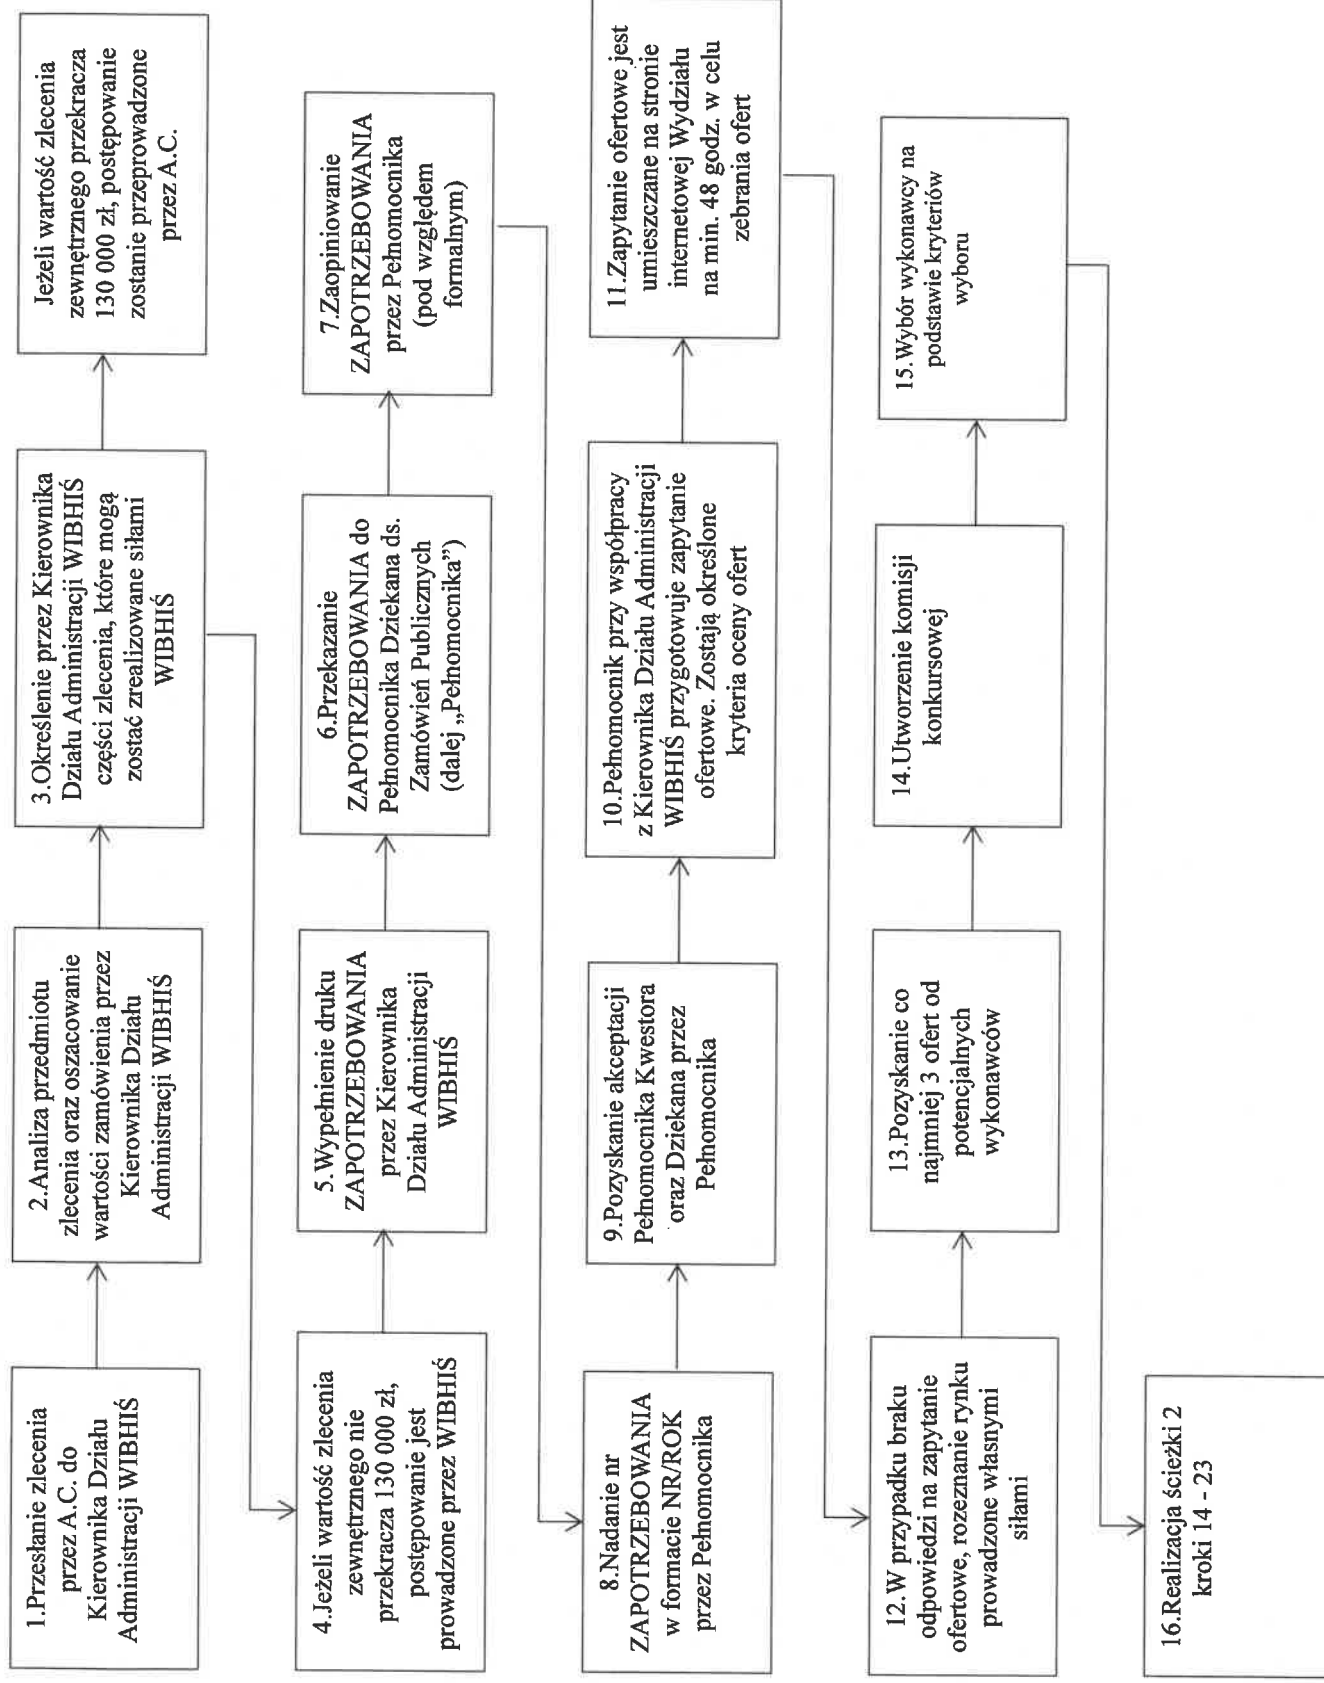 1.Przesłanie zlecenia
przez A.C. do
Kierownika Działu
Administracji WIBHIŚ
2.Analiza przedmiotu
zlecenia oraz oszacowanie
wartości zamówienia przez
Kierownika Działu
Administracji WIBHIŚ
3.Określenie przez Kierownika
Działu Administracji WIBHIŚ
części zlecenia, które mogą
zostać zrealizowane siłami
WIBHIŚ
Jeżeli wartość zlecenia
zewnętrznego przekracza
130 000 zł, postępowanie
zostanie przeprowadzone
przez A.C.
4.Jeżeli wartość zlecenia
zewnętrznego nie
przekracza 130 000 zł,
postępowanie jest
prowadzone przez WIBHIŚ
5.Wypełnienie druku
ZAPOTRZEBOWANIA
przez Kierownika
Działu Administracji
WIBHIŚ
6.Przekazanie
ZAPOTRZEBOWANIA do
Pełnomocnika Dziekana ds.
Zamówień Publicznych
(dalej „Pełnomocnika”)
7.Zaopiniowanie
ZAPOTRZEBOWANIA
przez Pełnomocnika
(pod względem
formalnym)
8.Nadanie nr
ZAPOTRZEBOWANIA
w formacie NR/ROK
przez Pełnomocnika
9.Pozyskanie akceptacji
Pełnomocnika Kwestora
oraz Dziekana przez
Pełnomocnika
10.Pełnomocnik przy współpracy
z Kierownika Działu Administracji
WIBHIŚ przygotowuje zapytanie
ofertowe. Zostają określone
kryteria oceny ofert
11.Zapytanie ofertowe jest
umieszczane na stronie
internetowej Wydziału
na min. 48 godz. w celu
zebrania ofert
12.W przypadku braku
odpowiedzi na zapytanie
ofertowe, rozeznanie rynku
prowadzone własnymi
siłami
13.Pozyskanie co
najmniej 3 ofert od
potencjalnych
wykonawców
14.Utworzenie komisji
konkursowej
15.Wybór wykonawcy na
podstawie kryteriów
wyboru
16.Realizacja ścieżki 2
kroki 14 - 23